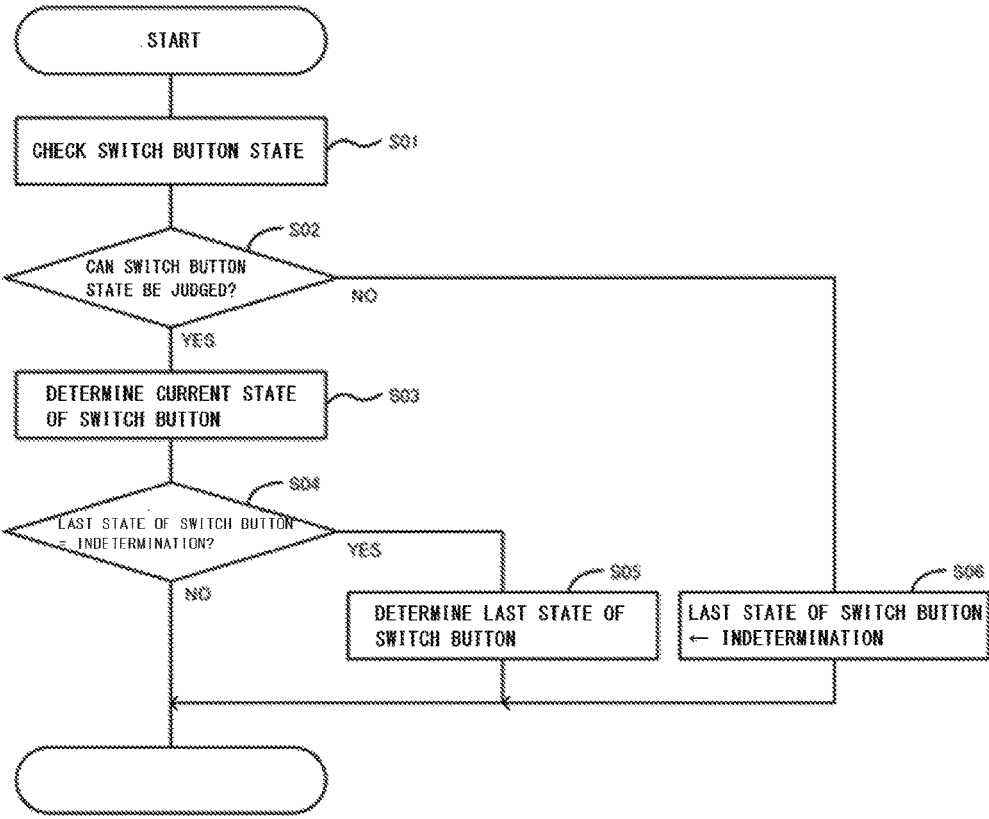 START
CHECK SWITCH BUTTON STATE
S01
S02
CAN SWITCH BUTTON
STATE BE JUDGED?
NO
YES
DETERMINE CURRENT STATE
OF SWITCH BUTTON
S03
S04
LAST STATE OF SWITCH BUTTON
= INDETERMINATION?
YES
NO
S05
DETERMINE LAST STATE OF
SWITCH BUTTON
S06
LAST STATE OF SWITCH BUTTON
← INDETERMINATION